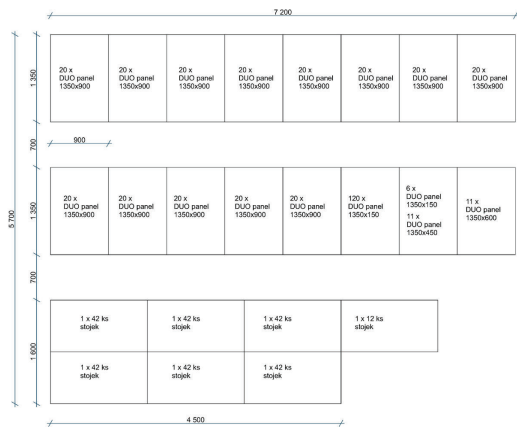 7 200
20 x
DUO panel
1350x900
20 x
DUO panel
1350x900
20 x
DUO panel
1350x900
20 x
DUO panel
1350x900
20 x
DUO panel
1350x900
20 x
DUO panel
1350x900
20 x
DUO panel
1350x900
20 x
DUO panel
1350x900
1 350
700
900
5 700
20 x
DUO panel
1350x900
20 x
DUO panel
1350x900
20 x
DUO panel
1350x900
20 x
DUO panel
1350x900
20 x
DUO panel
1350x900
120 x
DUO panel
1350x150
6 x
DUO panel
1350x150
11 x
DUO panel
1350x450
11 x
DUO panel
1350x600
1 350
700
1 x 42 ks
stojek
1 x 42 ks
stojek
1 x 42 ks
stojek
1 x 12 ks
stojek
1 600
1 x 42 ks
stojek
1 x 42 ks
stojek
1 x 42 ks
stojek
4 500